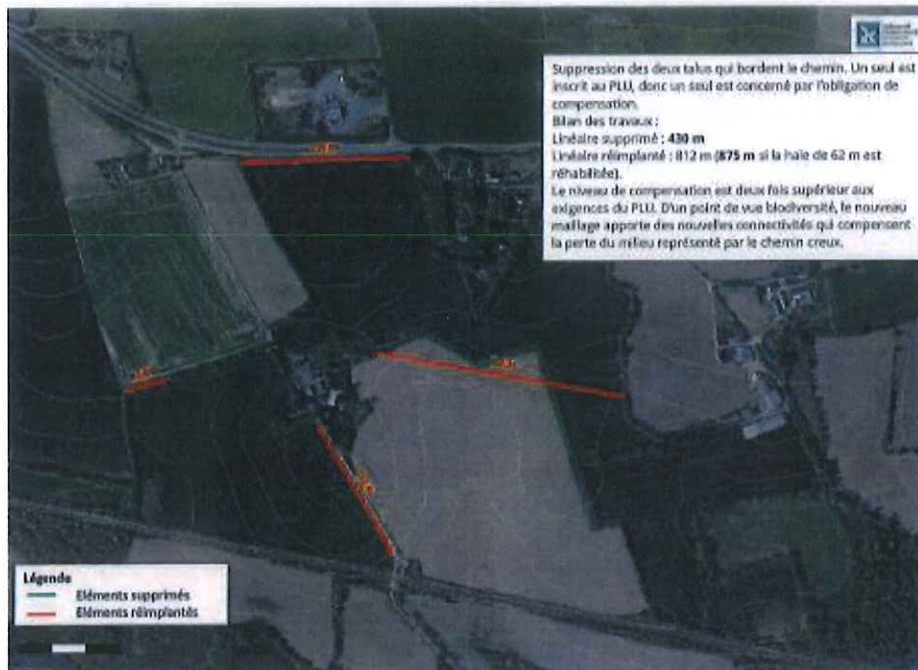 Suppression des deux talus qui bordent le chemin. Un seul est
inscrit au PLU, donc un seul est concerné par l'obligation de
compensation.
Bilan des travaux :
Linéaire supprimé : 430 m
Linéaire réimplanté : 812 m (875 m si la haie de 62 m est
réhabilitée).
Le niveau de compensation est deux fois supérieur aux
exigences du PLU. D'un point de vue biodiversité, le nouveau
maillage apporte des nouvelles connectivités qui compensent
la perte du milieu représenté par le chemin creux.
Légende
Eléments supprimés
Eléments réimplantés